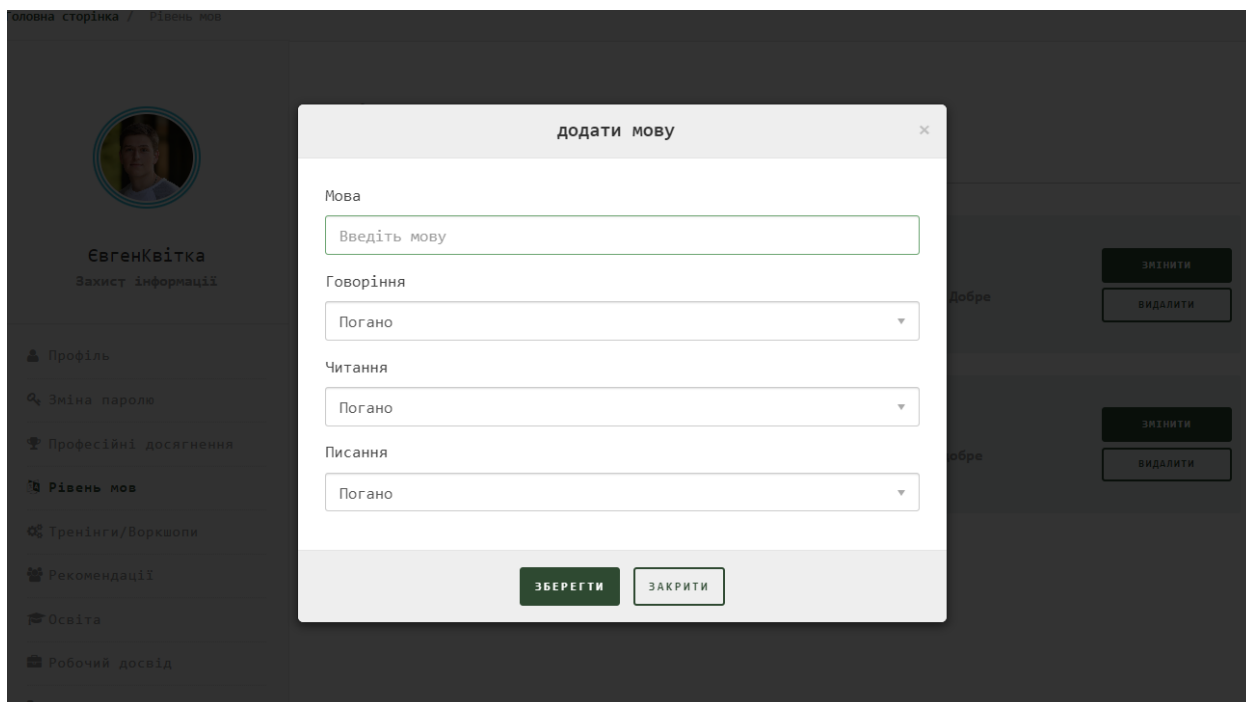 Головна сторінка / Рівень мов
додати мову ×
Мова
Введіть мову
ЄвгенКвітка
Захист інформації
Говоріння
Погано
Читання
Погано
Писання
Погано
ЗБЕРЕГТИ ЗАКРИТИ
Профіль
Зміна паролю
Професійні досягнення
Рівень мов
Тренінги/Воркшопи
Рекомендації
Освіта
Робочий досвід
ЗМІНИТИ
Добре
ВИДАЛИТИ
ЗМІНИТИ
обре
ВИДАЛИТИ